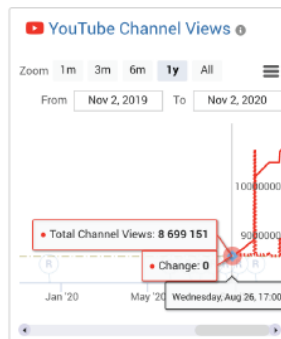 YouTube Channel Views
Zoom 1m 3m 6m 1y All
From Nov 2, 2019 To Nov 2, 2020
10000000
Total Channel Views: 8 699 151
9000000
Change: 0
R R R
Jan '20 May '20 Wednesday, Aug 26, 17:00